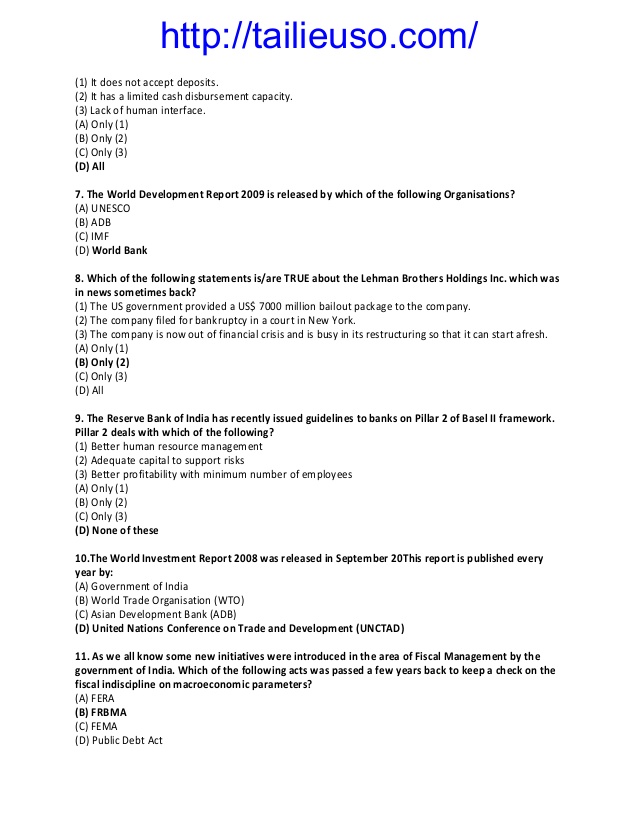 http://tailieuso.com/
(1) It does not accept deposits.
(2) It has a limited cash disbursement capacity.
(3) Lack of human interface.
(A) Only (1)
(B) Only (2)
(C) Only (3)
(D) All
7. The World Development Report 2009 is released by which of the following Organisations?
(A) UNESCO
(B) ADB
(C) IMF
(D) World Bank
8. Which of the following statements is/are TRUE about the Lehman Brothers Holdings Inc. which was
in news sometimes back?
(1) The US government provided a US$ 7000 million bailout package to the company.
(2) The company filed for bankruptcy in a court in New York.
(3) The company is now out of financial crisis and is busy in its restructuring so that it can start afresh.
(A) Only (1)
(B) Only (2)
(C) Only (3)
(D) All
9. The Reserve Bank of India has recently issued guidelines to banks on Pillar 2 of Basel II framework.
Pillar 2 deals with which of the following?
(1) Better human resource management
(2) Adequate capital to support risks
(3) Better profitability with minimum number of employees
(A) Only (1)
(B) Only (2)
(C) Only (3)
(D) None of these
10.The World Investment Report 2008 was released in September 20This report is published every
year by:
(A) Government of India
(B) World Trade Organisation (WTO)
(C) Asian Development Bank (ADB)
(D) United Nations Conference on Trade and Development (UNCTAD)
11. As we all know some new initiatives were introduced in the area of Fiscal Management by the
government of India. Which of the following acts was passed a few years back to keep a check on the
fiscal indiscipline on macroeconomic parameters?
(A) FERA
(B) FRBMA
(C) FEMA
(D) Public Debt Act